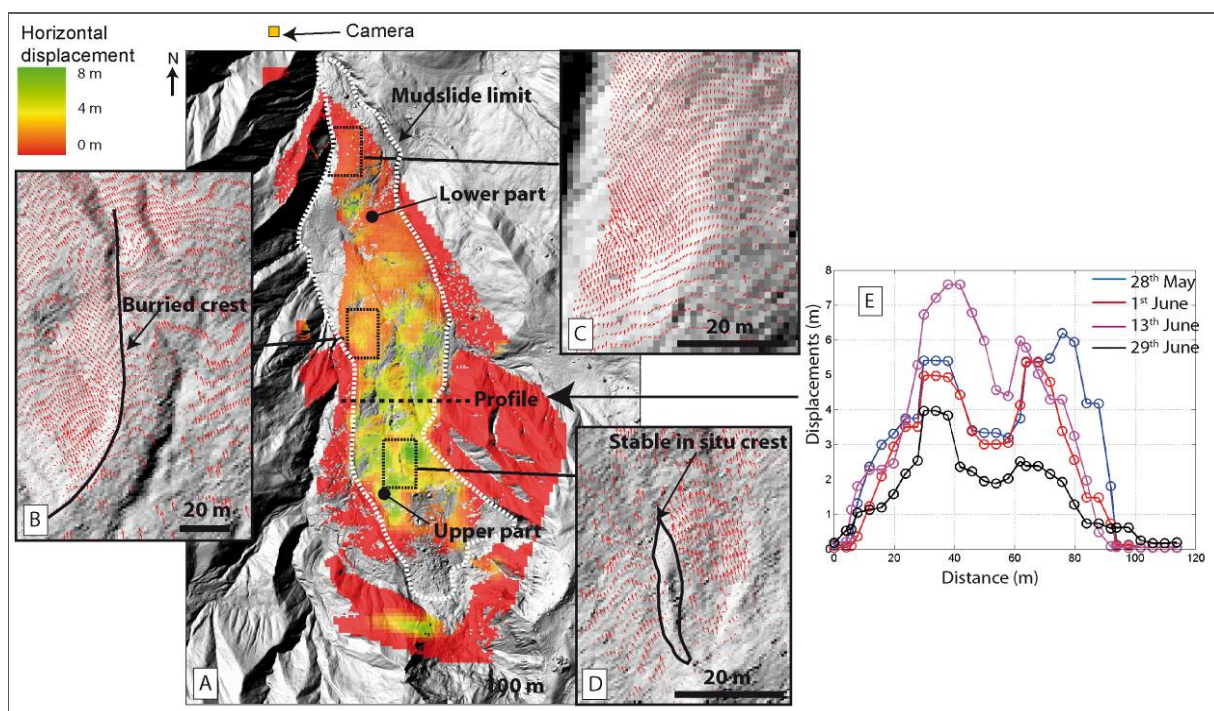 Horizontal
displacement
8 m
4 m
0 m
N
Camera
Mudslide limit
Lower part
Profile
Upper part
A
100 m
Burried crest
B
20 m
C
20 m
Stable in situ crest
D
20 m
E
28th May
1st June
13th June
29th June
Displacements (m)
8
7
6
5
4
3
2
1
0
20
40
60
80
100
120
Distance (m)